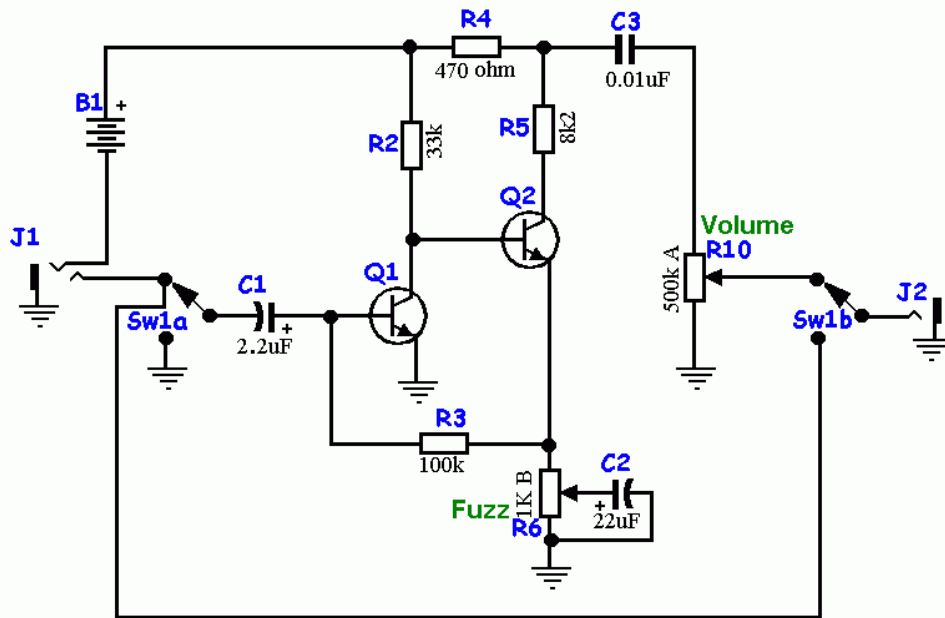 R4
C3
470 ohm
0.01uF
B1
+
R2
33k
R5
8k2
Q2
J1
Volume
R10
500k A
C1
Q1
+
2.2uF
Sw1a
J2
Sw1b
R3
100k
C2
1K B
Fuzz
+
22uF
R6